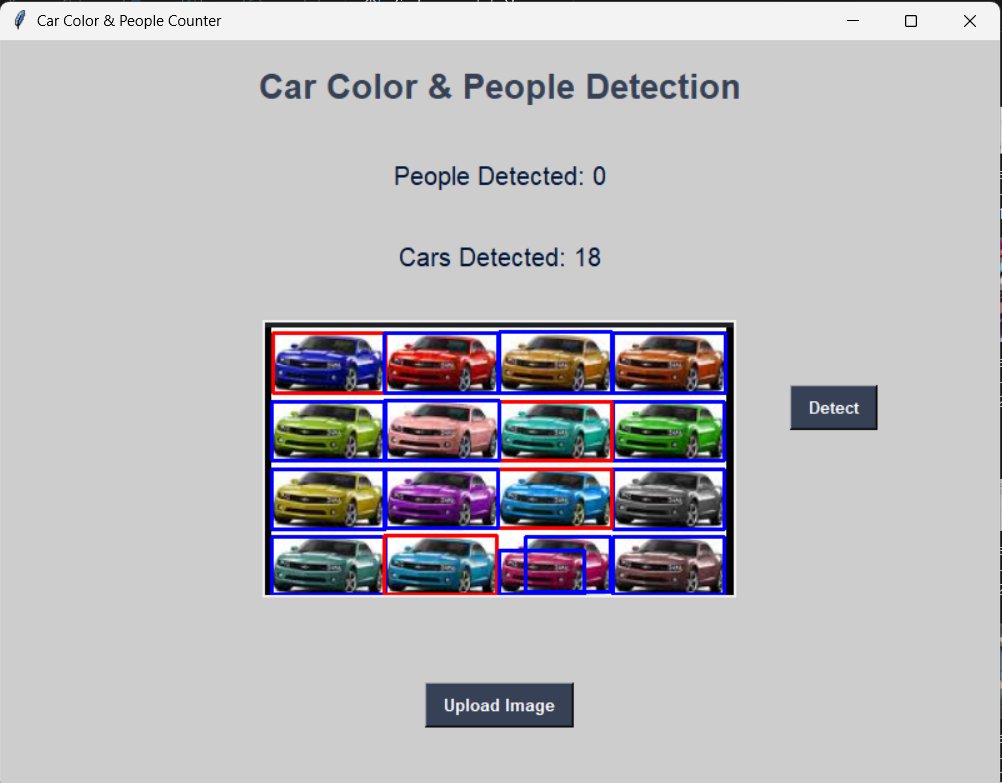 Car Color & People Counter
Car Color & People Detection
People Detected: 0
Cars Detected: 18
Detect
Upload Image